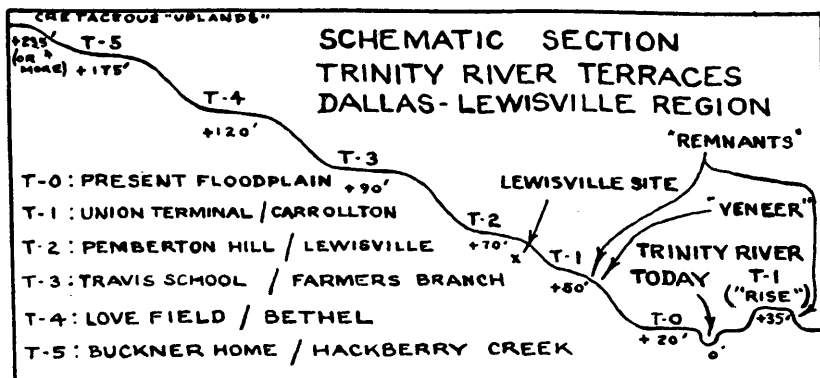 CRETACEOUS "UPLANDS"
+225'
(OR
MORE)
T-5
+175'
SCHEMATIC SECTION
TRINITY RIVER TERRACES
DALLAS-LEWISVILLE REGION
T-4
+120'
"REMNANTS"
T-3
+90'
LEWISVILLE SITE
"VENEER"
T-2
+70'
X
T-1
+50'
TRINITY RIVER
TODAY
T-1
("RISE")
+35'
T-0
+20'
0'
T-0: PRESENT FLOODPLAIN
T-1: UNION TERMINAL / CARROLLTON
T-2: PEMBERTON HILL / LEWISVILLE
T-3: TRAVIS SCHOOL / FARMERS BRANCH
T-4: LOVE FIELD / BETHEL
T-5: BUCKNER HOME / HACKBERRY CREEK